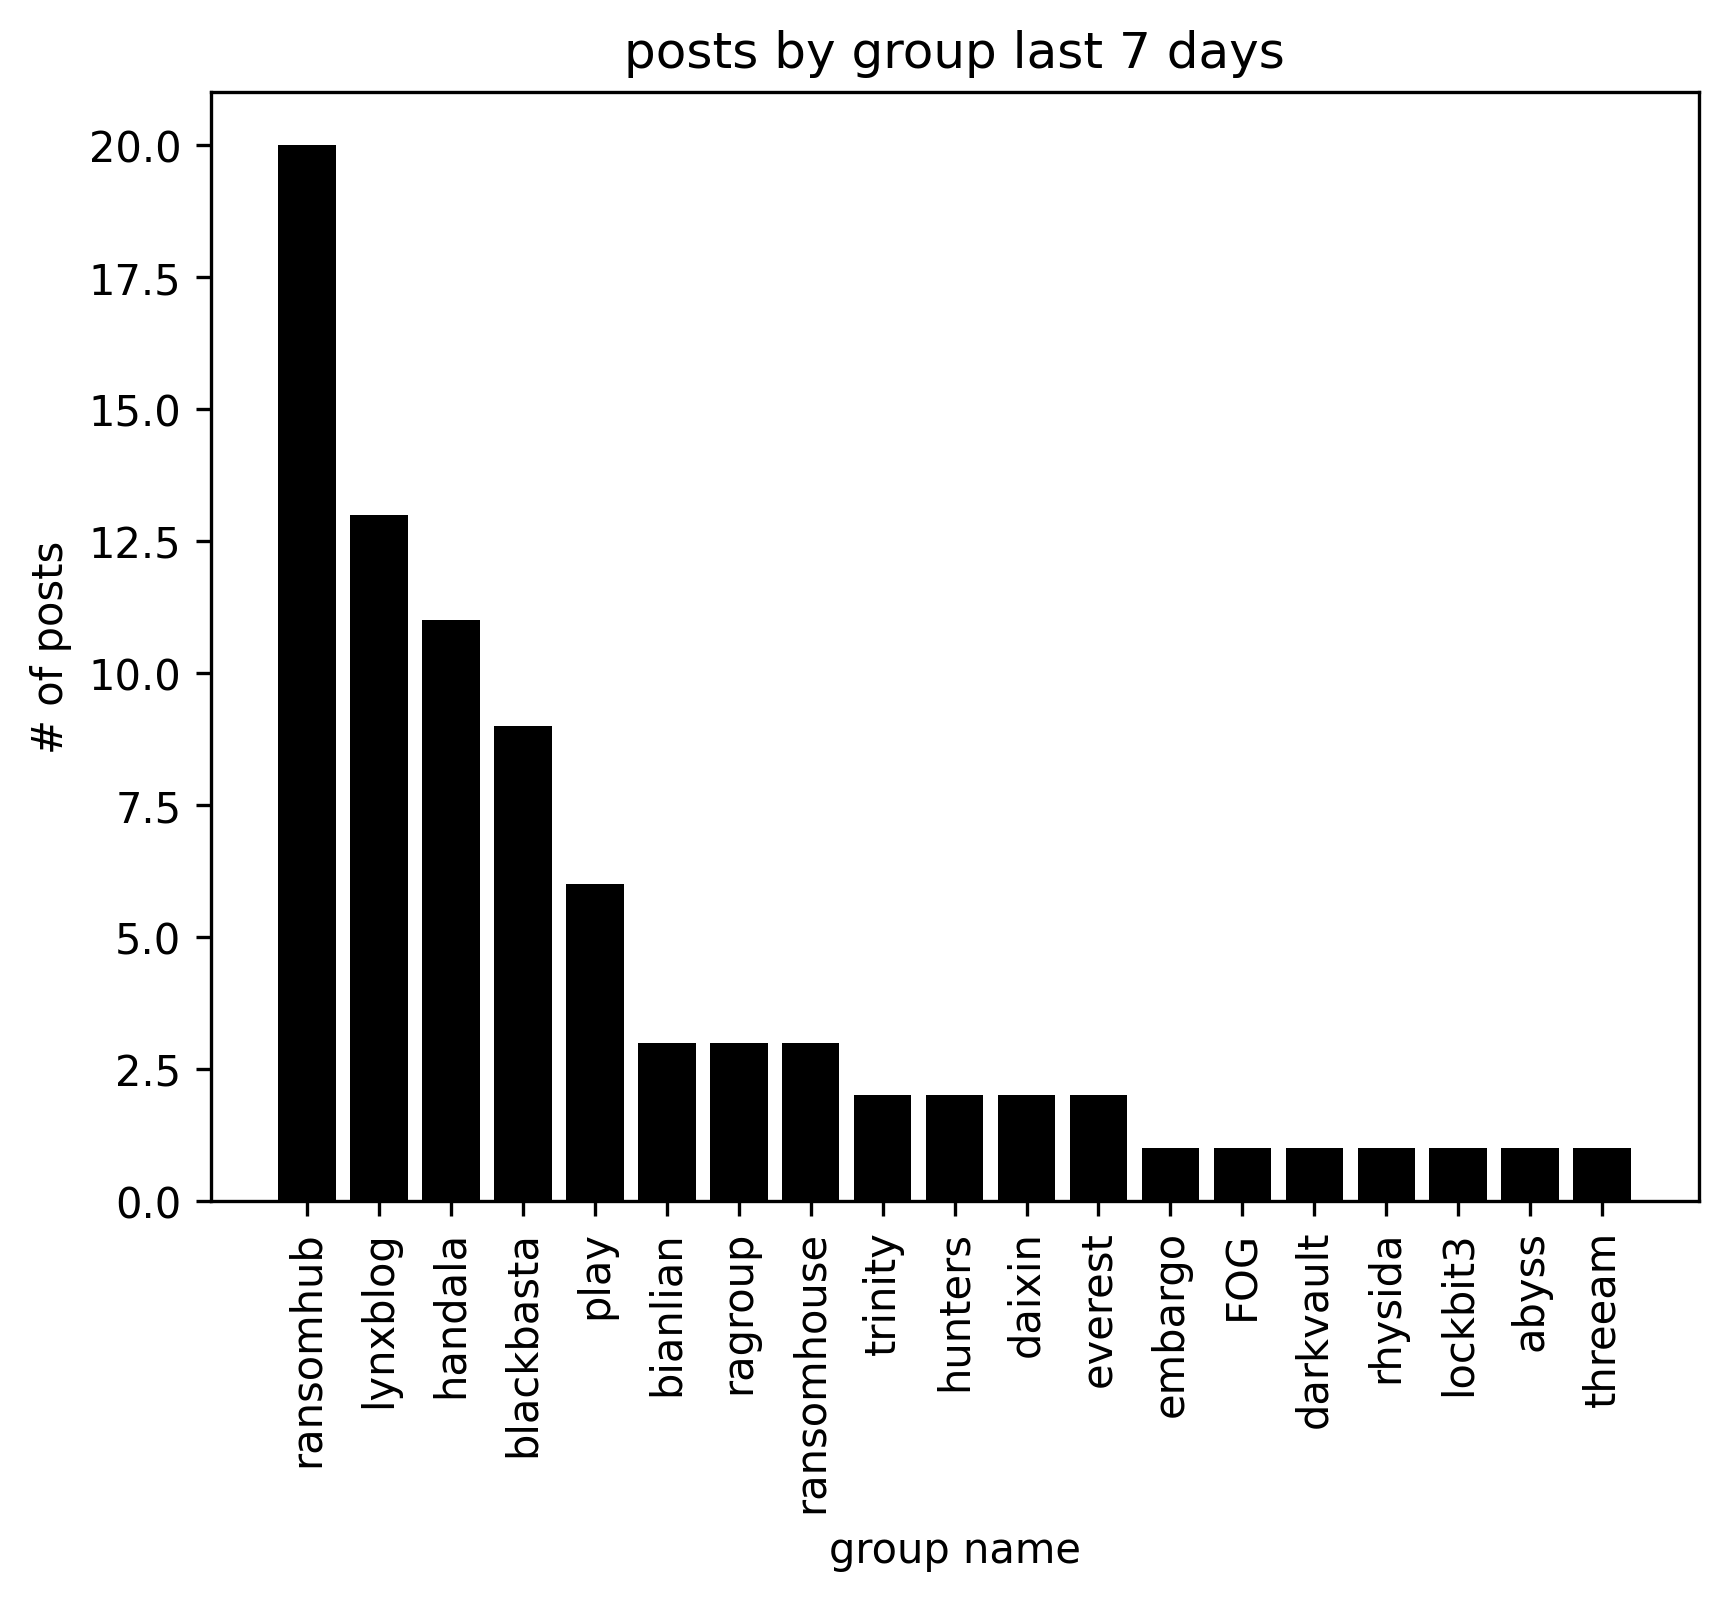 posts by group last 7 days
20.0
17.5
15.0
12.5
10.0
7.5
5.0
2.5
0.0
# of posts
ransomhub
lynxblog
handala
blackbasta
play
bianlian
ragroup
ransomhouse
trinity
hunters
daixin
everest
embargo
FOG
darkvault
rhysida
lockbit3
abyss
threeam
group name